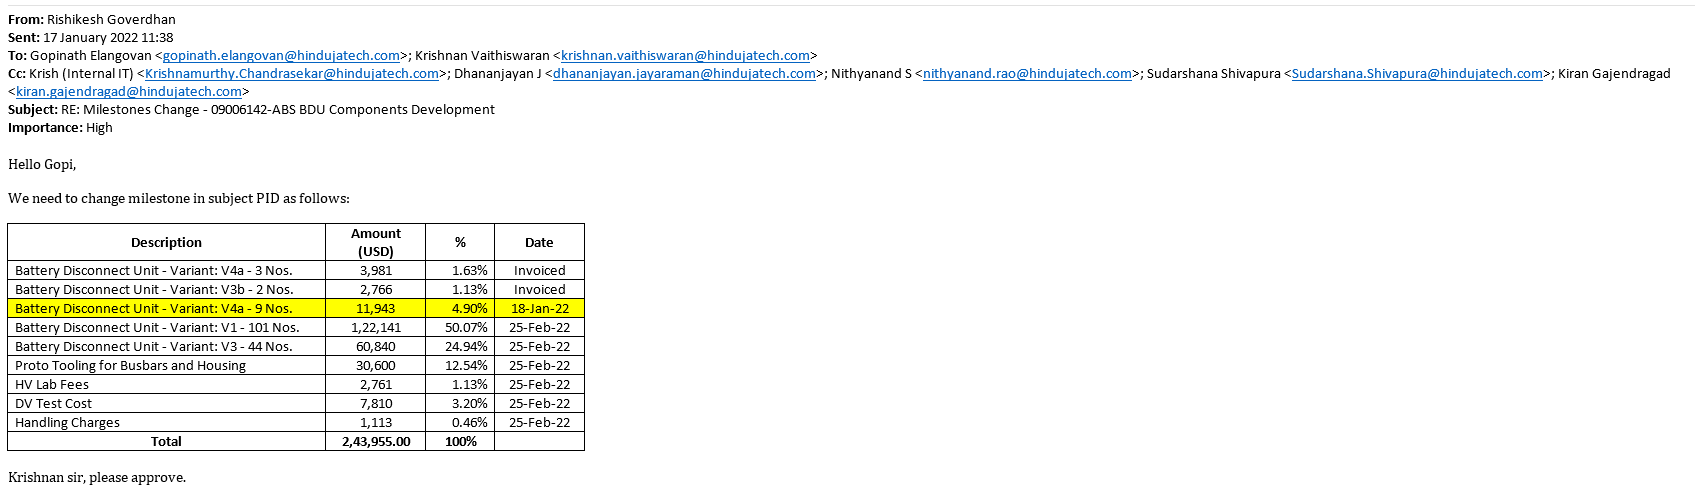 From: Rishikesh Goverdhan
Sent: 17 January 2022 11:38
To: Gopinath Elangovan <gopinath.elangovan@hindujatech.com>; Krishnan Vaithiswaran <krishnan.vaithiswaran@hindujatech.com>
Cc: Krish (Internal IT) <Krishnamurthy.Chandrasekar@hindujatech.com>; Dhananjayan J <dhananjayan.jayaraman@hindujatech.com>; Nithyanand S <nithyanand.rao@hindujatech.com>; Sudarshana Shivapura <Sudarshana.Shivapura@hindujatech.com>; Kiran Gajendragad
<kiran.gajendragad@hindujatech.com>
Subject: RE: Milestones Change - 09006142-ABS BDU Components Development
Importance: High
Hello Gopi,
We need to change milestone in subject PID as follows:
Description Amount (USD) % Date
Battery Disconnect Unit - Variant: V4a - 3 Nos. 3,981 1.63% Invoiced
Battery Disconnect Unit - Variant: V3b - 2 Nos. 2,766 1.13% Invoiced
Battery Disconnect Unit - Variant: V4a - 9 Nos. 11,943 4.90% 18-Jan-22
Battery Disconnect Unit - Variant: V1 - 101 Nos. 1,22,141 50.07% 25-Feb-22
Battery Disconnect Unit - Variant: V3 - 44 Nos. 60,840 24.94% 25-Feb-22
Proto Tooling for Busbars and Housing 30,600 12.54% 25-Feb-22
HV Lab Fees 2,761 1.13% 25-Feb-22
DV Test Cost 7,810 3.20% 25-Feb-22
Handling Charges 1,113 0.46% 25-Feb-22
Total 2,43,955.00 100%
Krishnan sir, please approve.